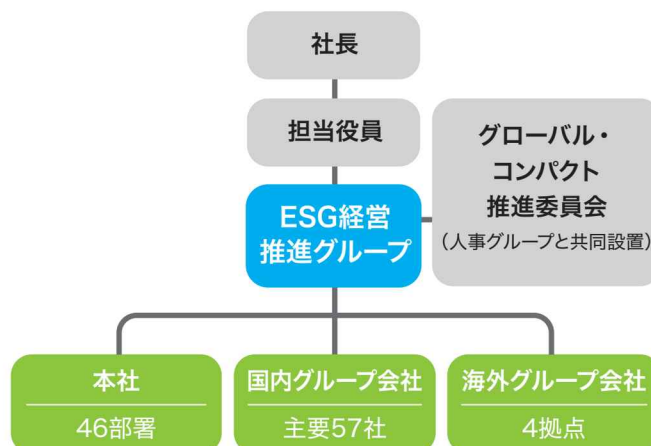 社長
担当役員
ESG経営
推進グループ
グローバル・
コンパクト
推進委員会
(人事グループと共同設置)
本社
46部署
国内グループ会社
主要57社
海外グループ会社
4拠点